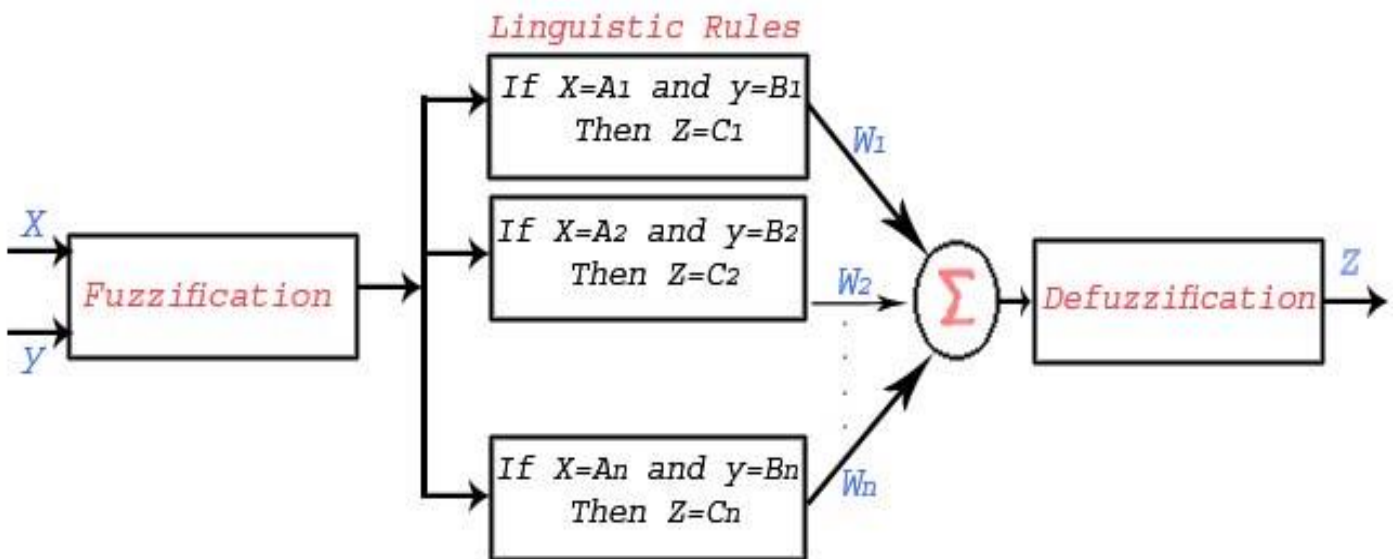 Linguistic Rules
If X=A1 and y=B1
Then Z=C1
W1
X
y
Fuzzification
If X=A2 and y=B2
Then Z=C2
W2
Σ
Defuzzification
Z
If X=An and y=Bn
Then Z=Cn
Wn